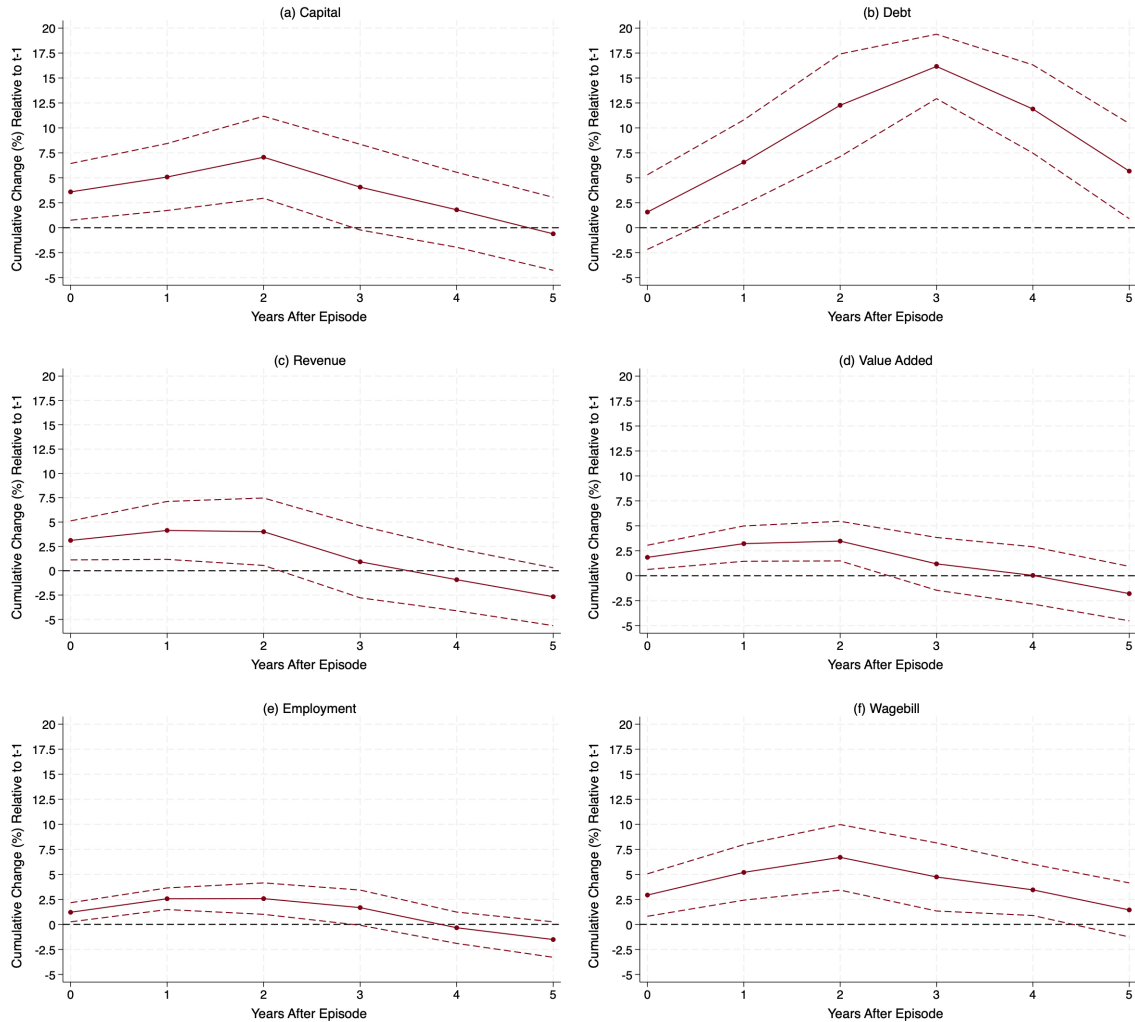 (a) Capital
Cumulative Change (%) Relative to t-1
20
17.5
15
12.5
10
7.5
5
2.5
0
-2.5
-5
0 1 2 3 4 5
Years After Episode
(b) Debt
Cumulative Change (%) Relative to t-1
20
17.5
15
12.5
10
7.5
5
2.5
0
-2.5
-5
0 1 2 3 4 5
Years After Episode
(c) Revenue
Cumulative Change (%) Relative to t-1
20
17.5
15
12.5
10
7.5
5
2.5
0
-2.5
-5
0 1 2 3 4 5
Years After Episode
(d) Value Added
Cumulative Change (%) Relative to t-1
20
17.5
15
12.5
10
7.5
5
2.5
0
-2.5
-5
0 1 2 3 4 5
Years After Episode
(e) Employment
Cumulative Change (%) Relative to t-1
20
17.5
15
12.5
10
7.5
5
2.5
0
-2.5
-5
0 1 2 3 4 5
Years After Episode
(f) Wagebill
Cumulative Change (%) Relative to t-1
20
17.5
15
12.5
10
7.5
5
2.5
0
-2.5
-5
0 1 2 3 4 5
Years After Episode